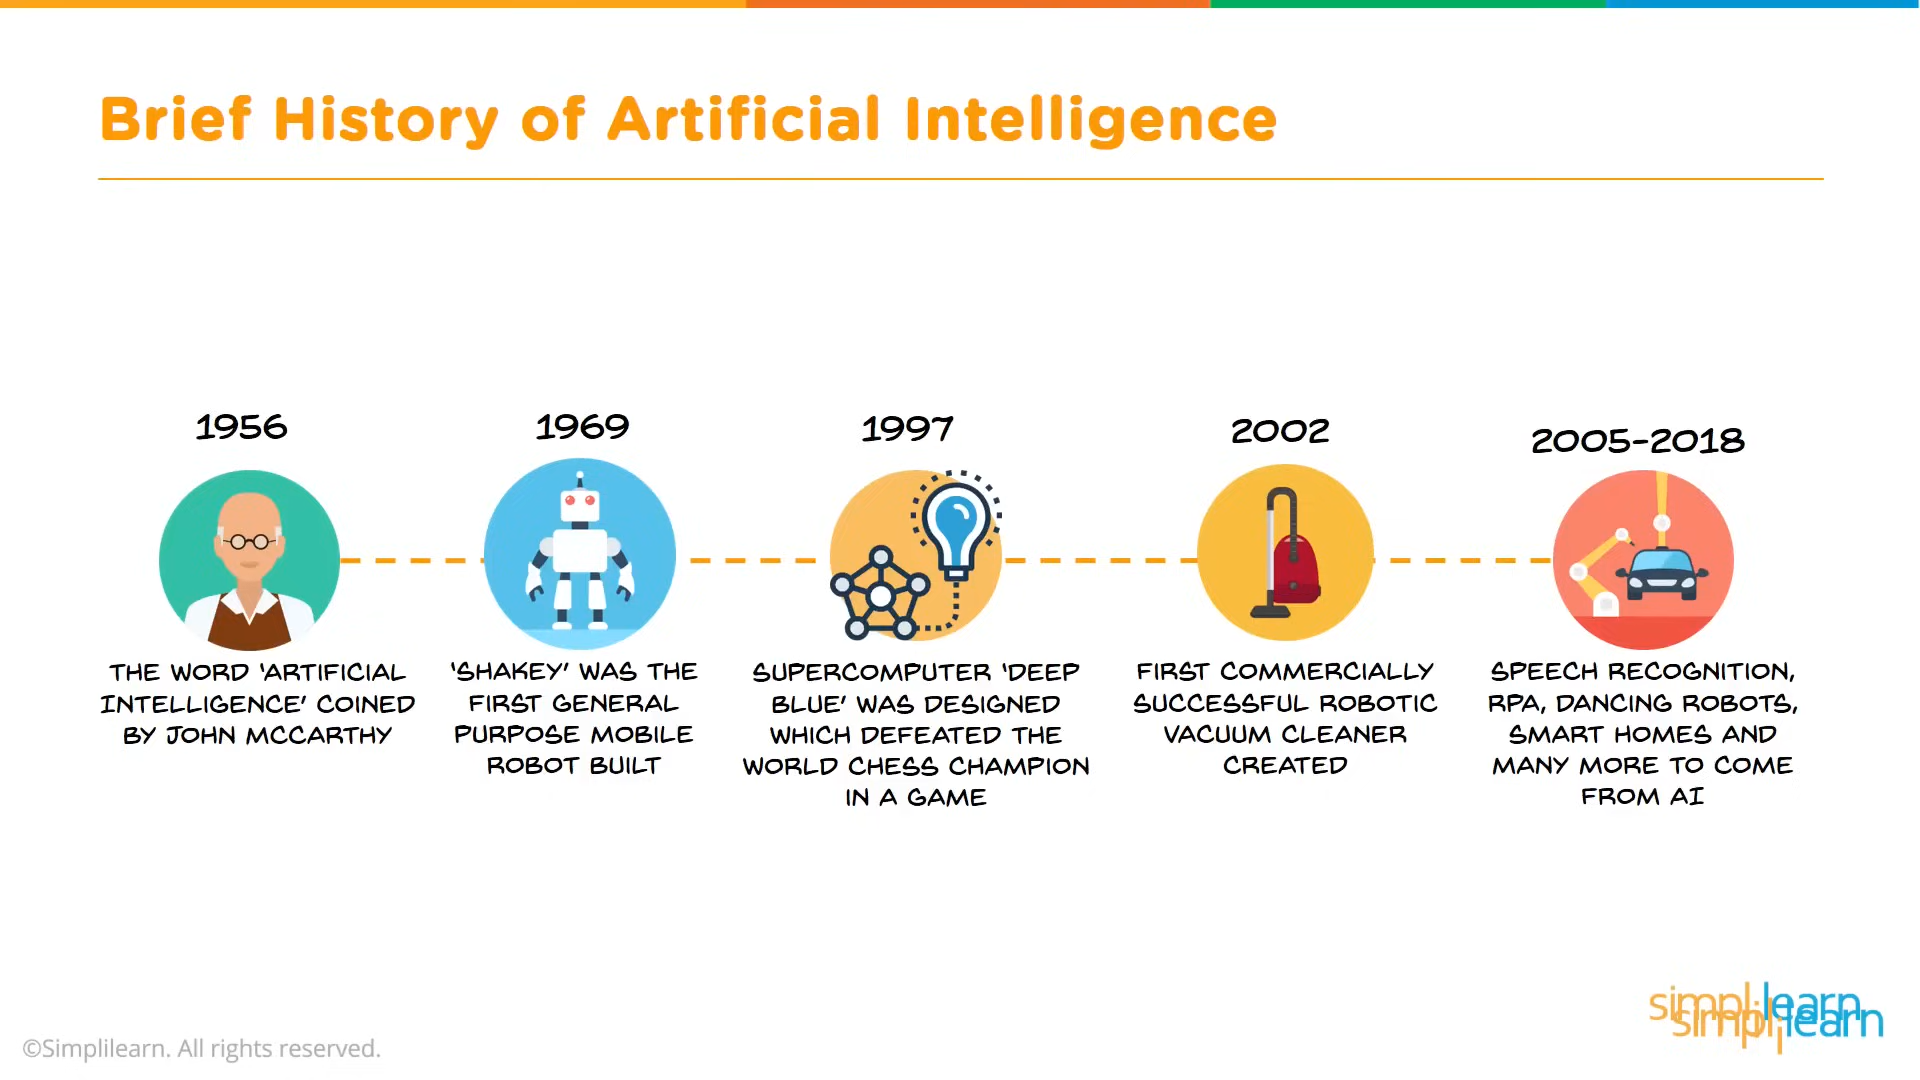 Brief History of Artificial Intelligence
1956
THE WORD 'ARTIFICIAL
INTELLIGENCE' COINED
BY JOHN MCCARTHY
1969
'SHAKEY' WAS THE
FIRST GENERAL
PURPOSE MOBILE
ROBOT BUILT
1997
SUPERCOMPUTER 'DEEP
BLUE' WAS DESIGNED
WHICH DEFEATED THE
WORLD CHESS CHAMPION
IN A GAME
2002
FIRST COMMERCIALLY
SUCCESSFUL ROBOTIC
VACUUM CLEANER
CREATED
2005-2018
SPEECH RECOGNITION,
RPA, DANCING ROBOTS,
SMART HOMES AND
MANY MORE TO COME
FROM AI
simplilearn
simplilearn
©Simplilearn. All rights reserved.